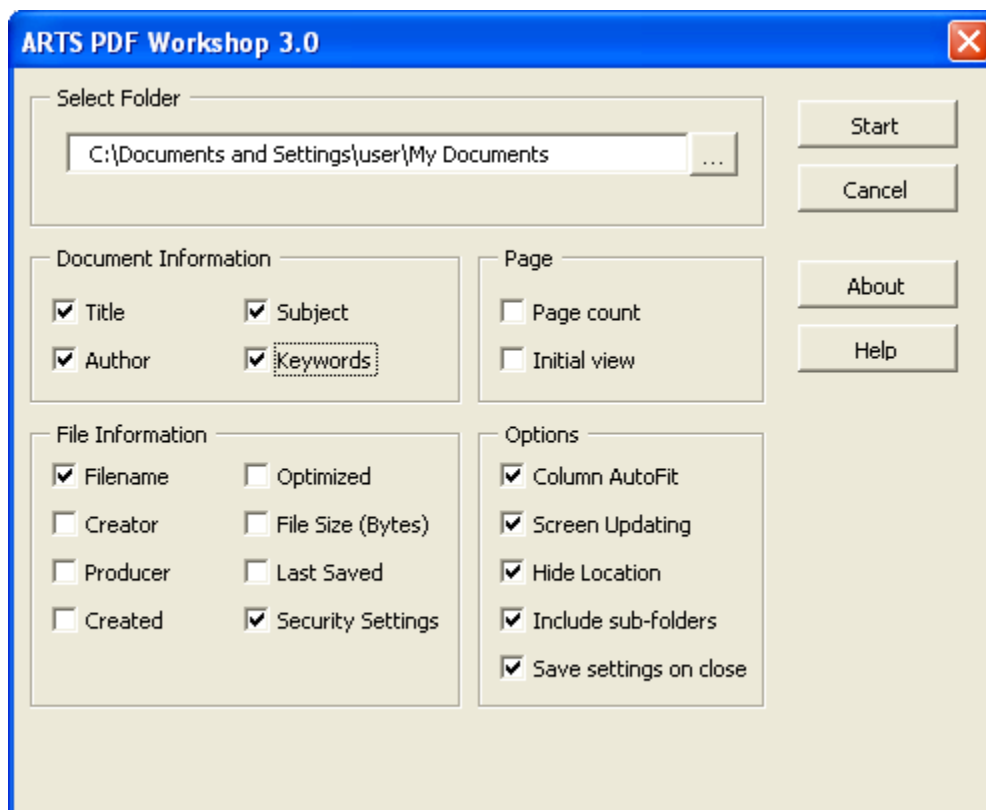 ARTS PDF Workshop 3.0
Select Folder
C:\Documents and Settings\user\My Documents
...
Start
Cancel
About
Help
Document Information
Title
Subject
Author
Keywords
Page
Page count
Initial view
File Information
Filename
Optimized
Creator
File Size (Bytes)
Producer
Last Saved
Created
Security Settings
Options
Column AutoFit
Screen Updating
Hide Location
Include sub-folders
Save settings on close